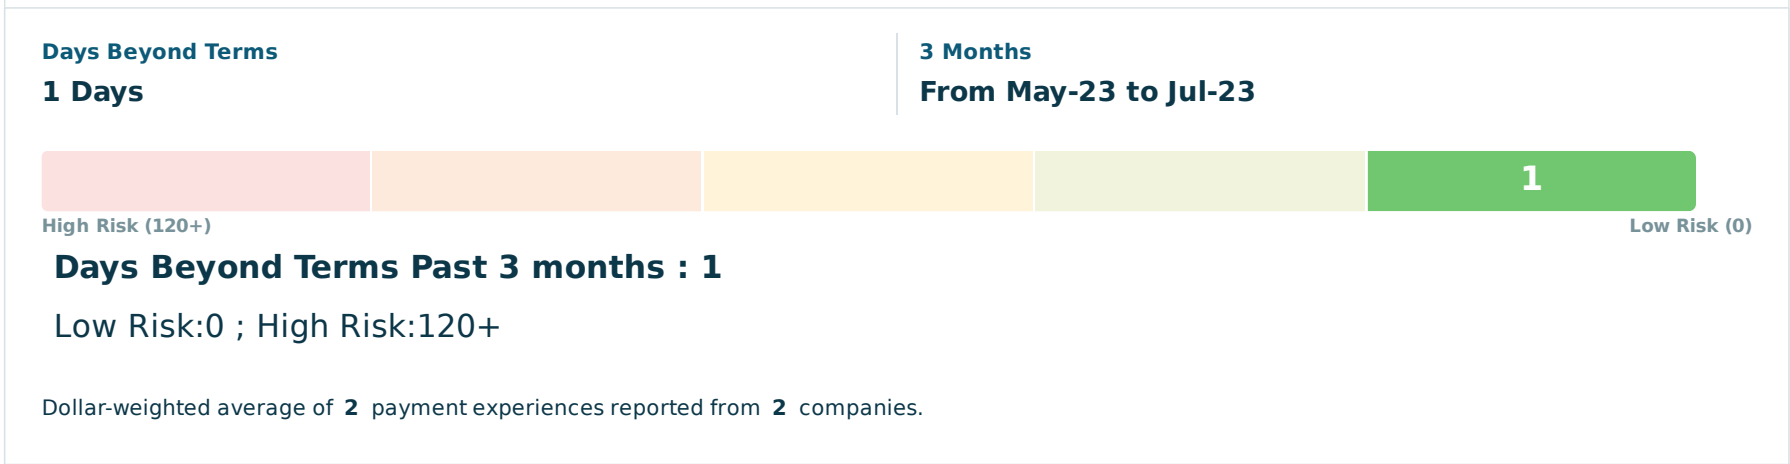 Days Beyond Terms
1 Days
3 Months
From May-23 to Jul-23
1
High Risk (120+)
Low Risk (0)
Days Beyond Terms Past 3 months : 1
Low Risk:0 ; High Risk:120+
Dollar-weighted average of 2 payment experiences reported from 2 companies.